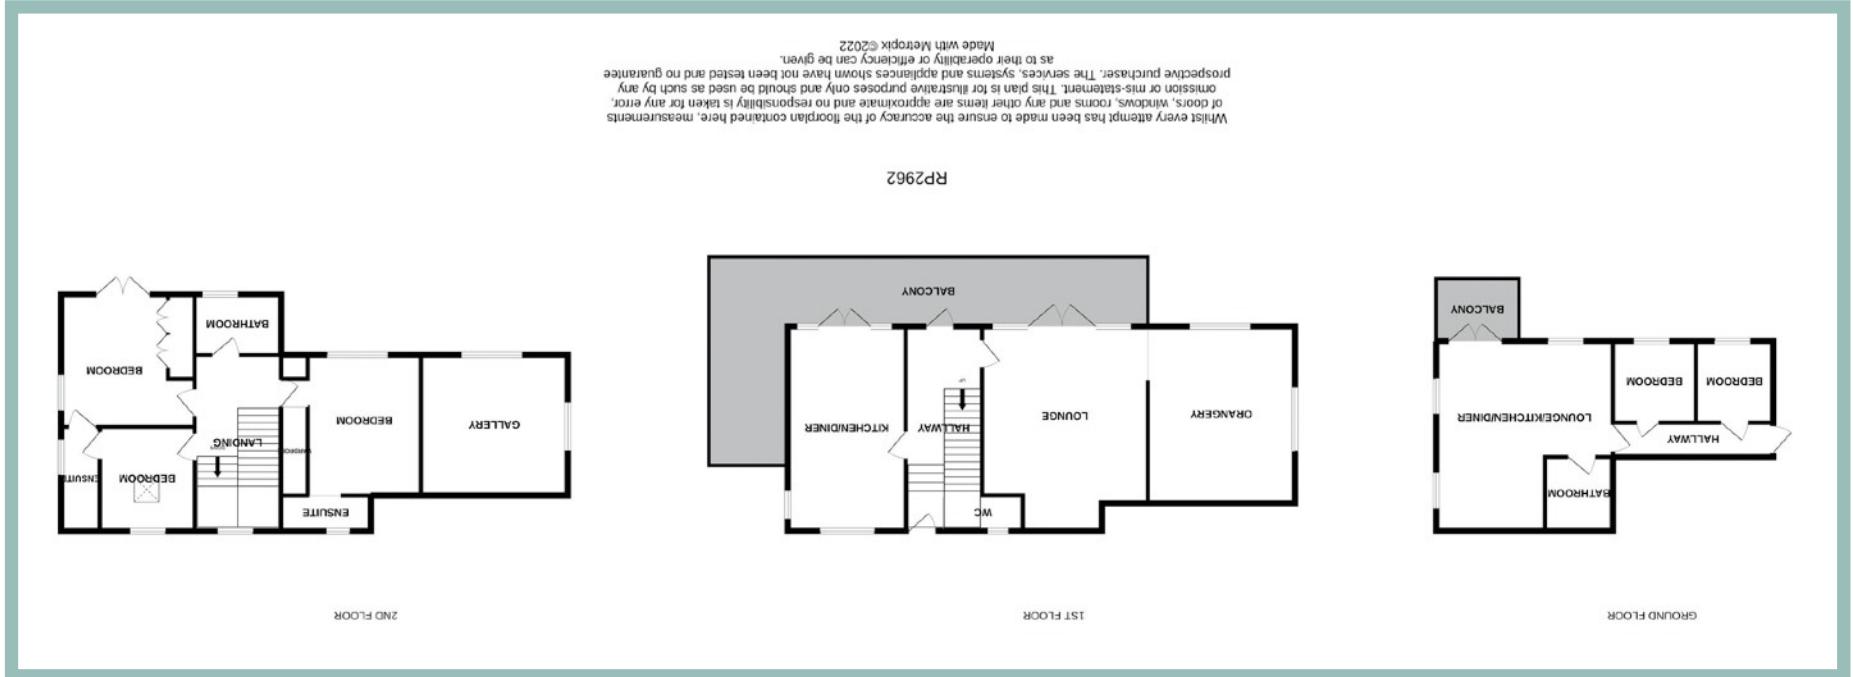 GROUND FLOOR
BATHROOM
HALLWAY
LOUNGE/KITCHEN/DINER
BEDROOM
BEDROOM
BALCONY
1ST FLOOR
WC
HALLWAY
KITCHEN/DINER
LOUNGE
ORANGERY
BALCONY
2ND FLOOR
ENSUITE
BEDROOM
ENSUITE
LANDING
GALLERY
BEDROOM
BEDROOM
BATHROOM
RP2962
Whilst every attempt has been made to ensure the accuracy of the floorplan contained here, measurements
of doors, windows, rooms and any other items are approximate and no responsibility is taken for any error,
omission or mis-statement. This plan is for illustrative purposes only and should be used as such by any
prospective purchaser. The services, systems and appliances shown have not been tested and no guarantee
as to their operability or efficiency can be given.
Made with Metropix ©2022